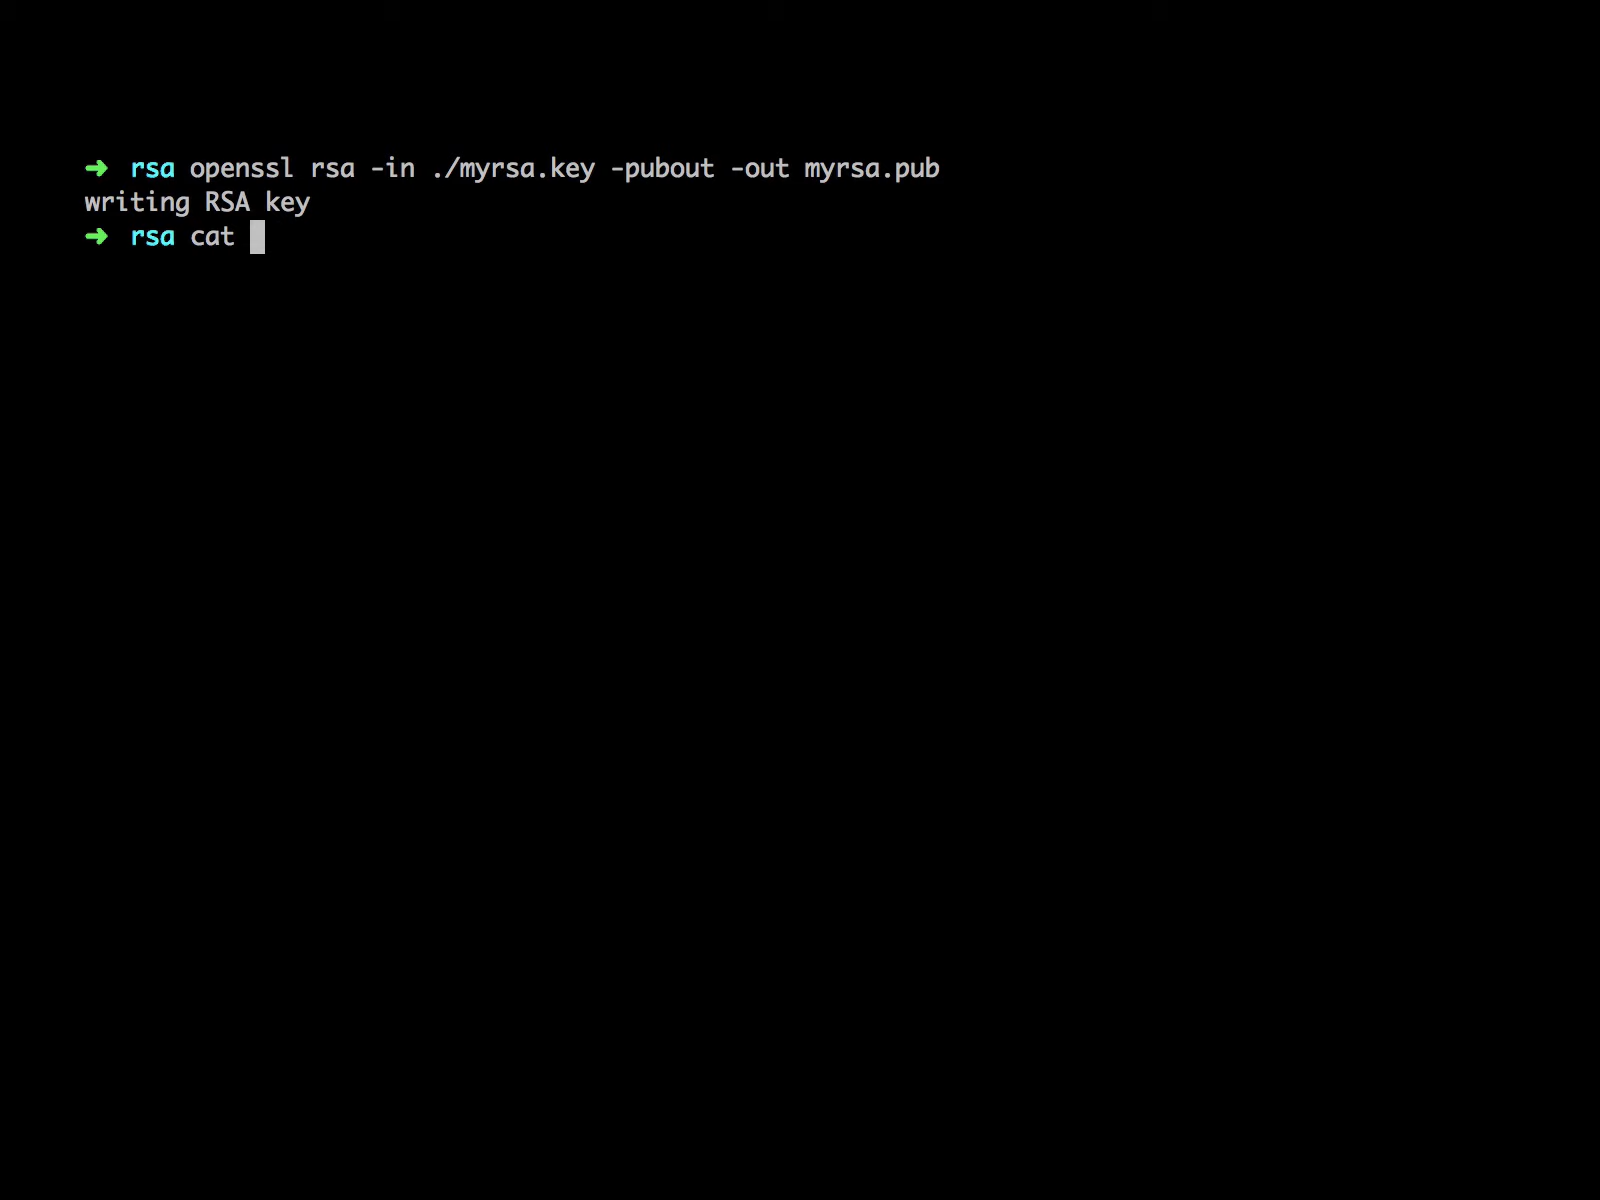 ➜ rsa openssl rsa -in ./myrsa.key -pubout -out myrsa.pub
writing RSA key
➜ rsa cat